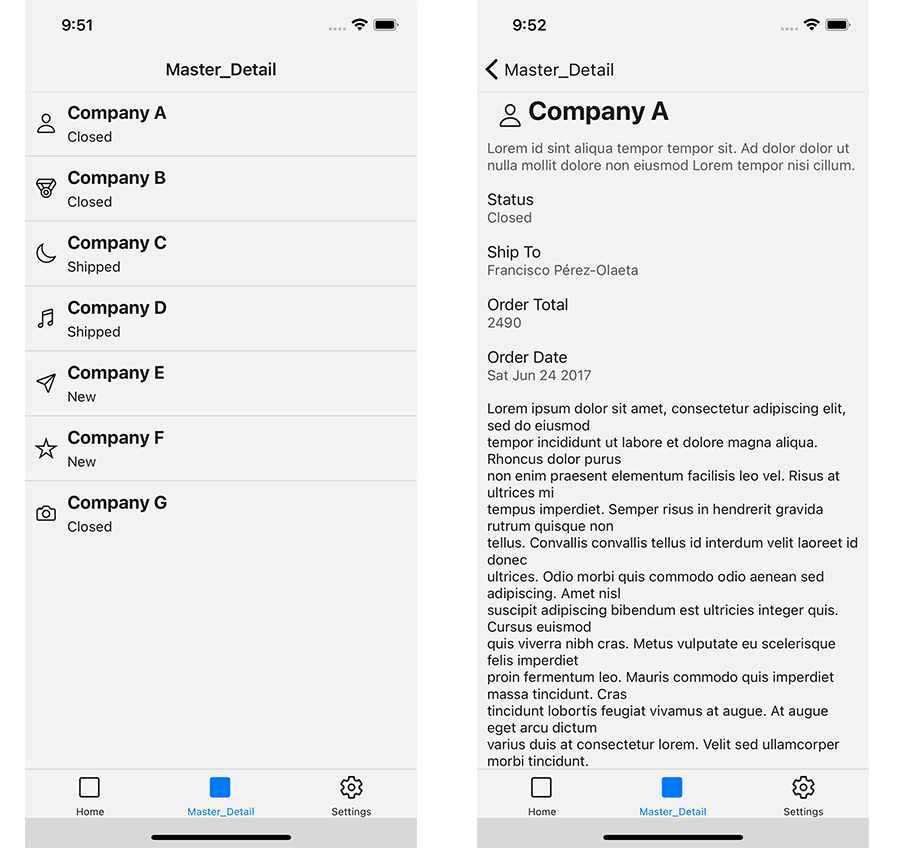 9:51
Master_Detail
Company A
Closed
Company B
Closed
Company C
Shipped
Company D
Shipped
Company E
New
Company F
New
Company G
Closed
Home
Master_Detail
Settings
9:52
Master_Detail
Company A
Lorem id sint aliqua tempor tempor sit. Ad dolor dolor ut
nulla mollit dolore non eiusmod Lorem tempor nisi cillum.
Status
Closed
Ship To
Francisco Pérez-Olaeta
Order Total
2490
Order Date
Sat Jun 24 2017
Lorem ipsum dolor sit amet, consectetur adipiscing elit,
sed do eiusmod
tempor incididunt ut labore et dolore magna aliqua.
Rhoncus dolor purus
non enim praesent elementum facilisis leo vel. Risus at
ultrices mi
tempus imperdiet. Semper risus in hendrerit gravida
rutrum quisque non
tellus. Convallis convallis tellus id interdum velit laoreet id
donec
ultrices. Odio morbi quis commodo odio aenean sed
adipiscing. Amet nisl
suscipit adipiscing bibendum est ultricies integer quis.
Cursus euismod
quis viverra nibh cras. Metus vulputate eu scelerisque
felis imperdiet
proin fermentum leo. Mauris commodo quis imperdiet
massa tincidunt. Cras
tincidunt lobortis feugiat vivamus at augue. At augue
eget arcu dictum
varius duis at consectetur lorem. Velit sed ullamcorper
morbi tincidunt.
Home
Master_Detail
Settings